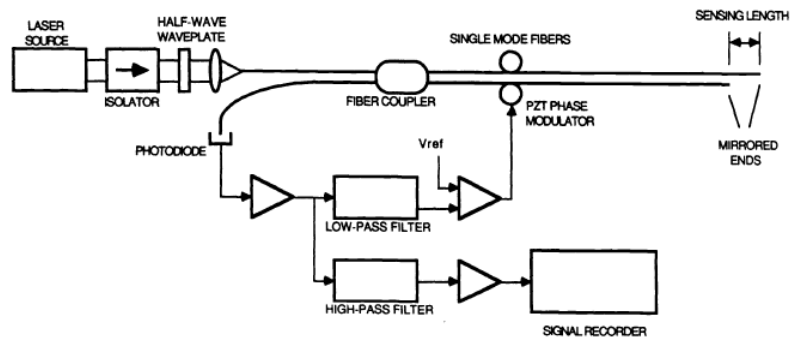 LASER
SOURCE
HALF-WAVE
WAVEPLATE
ISOLATOR
SINGLE MODE FIBERS
SENSING LENGTH
FIBER COUPLER
PZT PHASE
MODULATOR
MIRRORED
ENDS
PHOTODIODE
Vref
LOW-PASS FILTER
HIGH-PASS FILTER
SIGNAL RECORDER